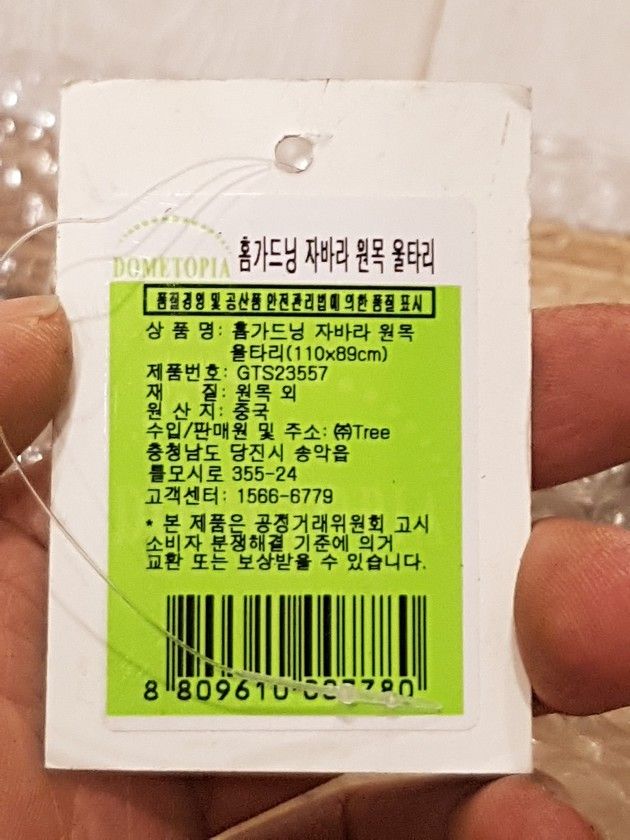 DOMETOPIA 홈가드닝 자바라 원목 울타리
품질경영 및 공산품 안전관리법에 의한 품질 표시
상 품 명: 홈가드닝 자바라 원목
울타리(110x89cm)
제품번호: GTS23557
재 질: 원목 외
원 산 지: 중국
수입/판매원 및 주소: ㈜Tree
충청남도 당진시 송악읍
틀모시로 355-24
고객센터: 1566-6779
* 본 제품은 공정거래위원회 고시
소비자 분쟁해결 기준에 의거
교환 또는 보상받을 수 있습니다.
8 809610